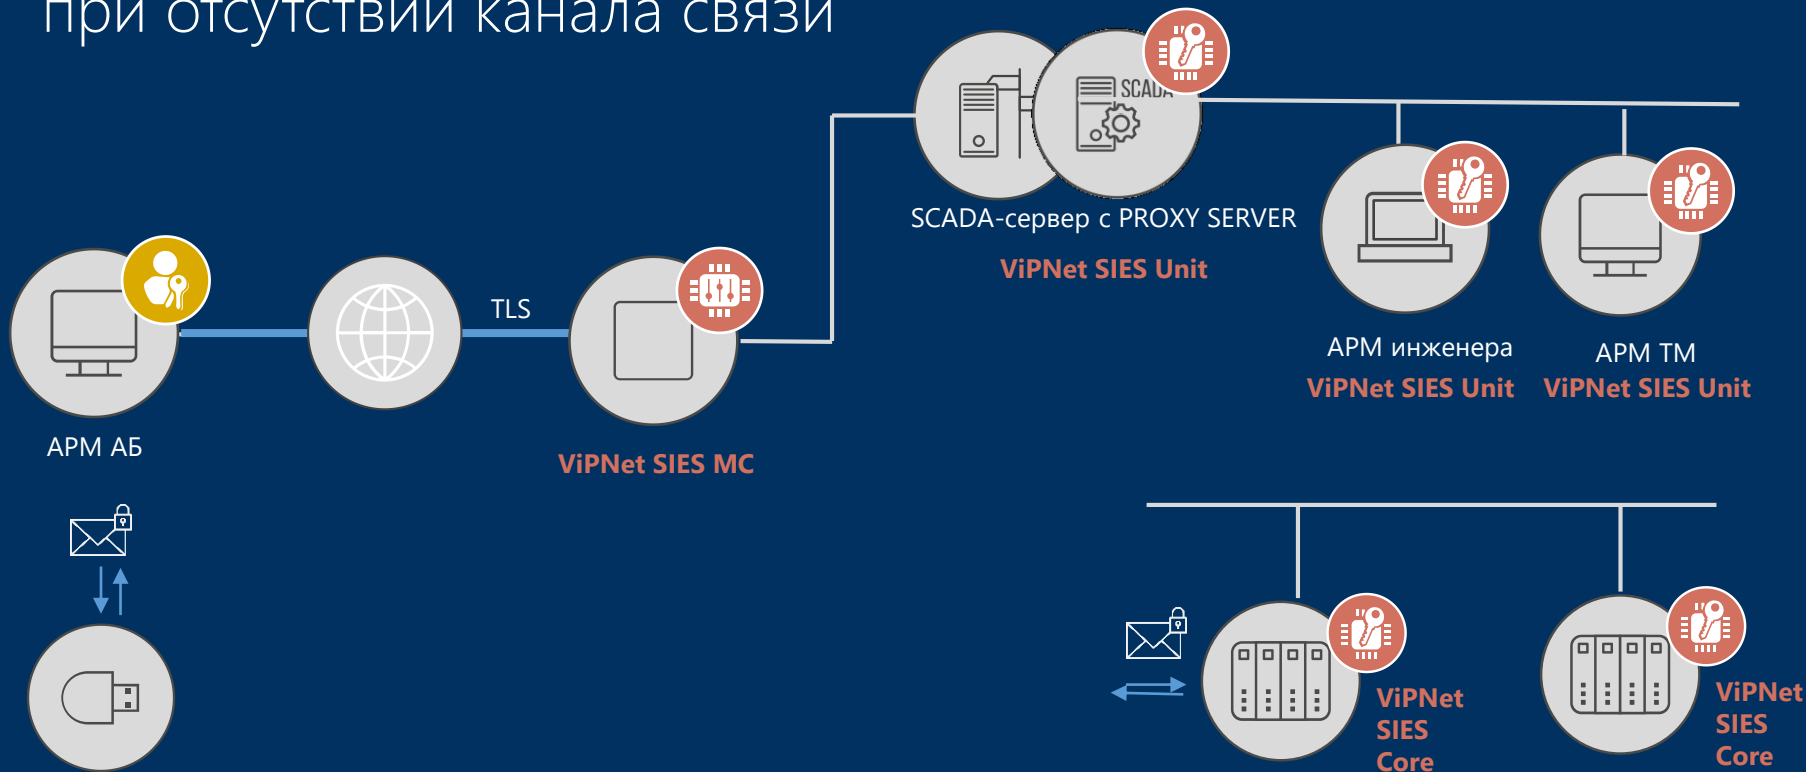 при отсутствии канала связи
SCADA
SCADA-сервер с PROXY SERVER
ViPNet SIES Unit
TLS
АРМ инженера
ViPNet SIES Unit
АРМ ТМ
ViPNet SIES Unit
АРМ АБ
ViPNet SIES MC
ViPNet
SIES
Core
ViPNet
SIES
Core